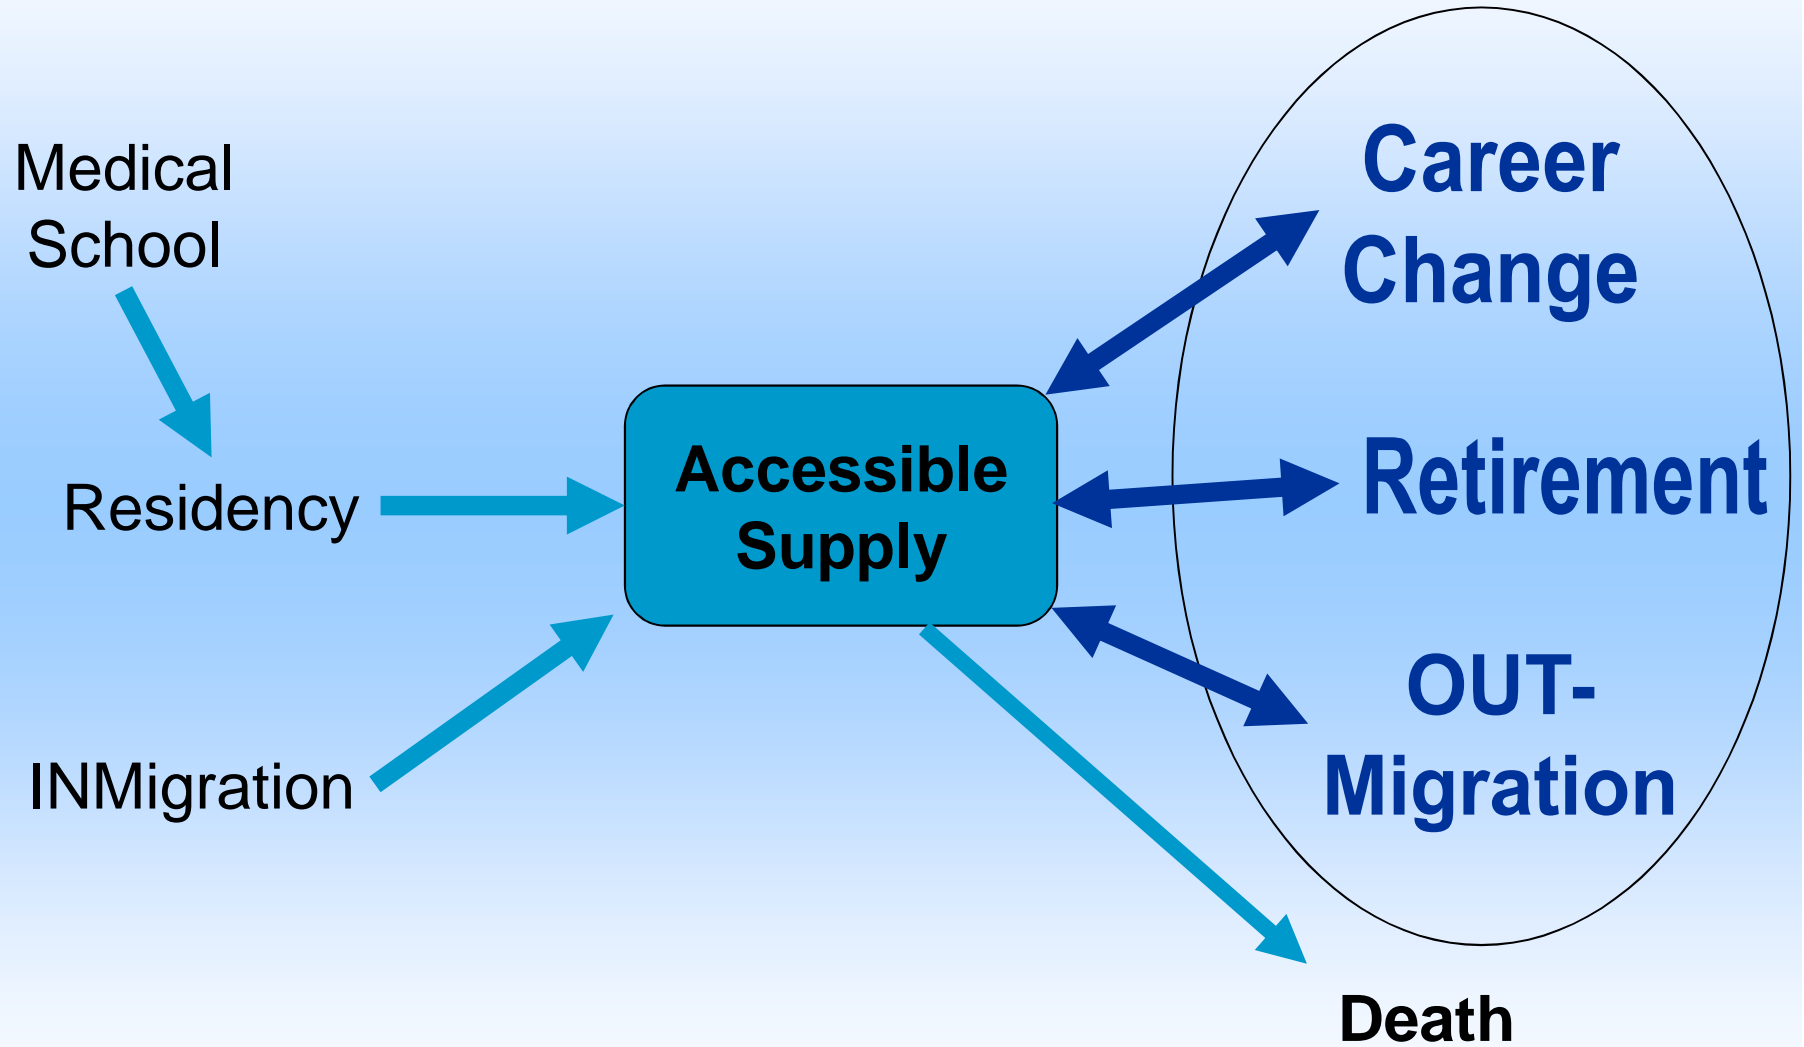 Medical
School
Residency
INMigration
Accessible
Supply
Career
Change
Retirement
OUT-
Migration
Death